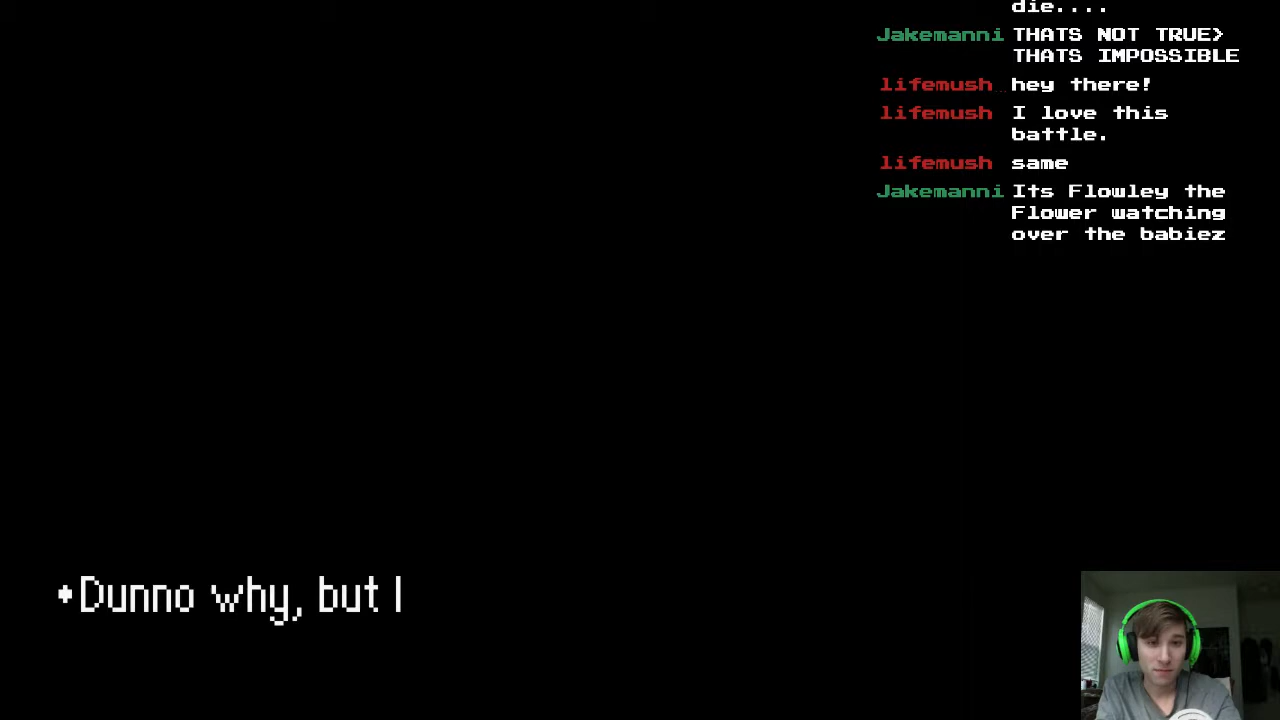 die....
Jakemanni THATS NOT TRUE>
THATS IMPOSSIBLE
lifemush_ hey there!
lifemush I love this
battle.
lifemush same
Jakemanni Its Flowley the
Flower watching
over the babiez
•Dunno why, but I